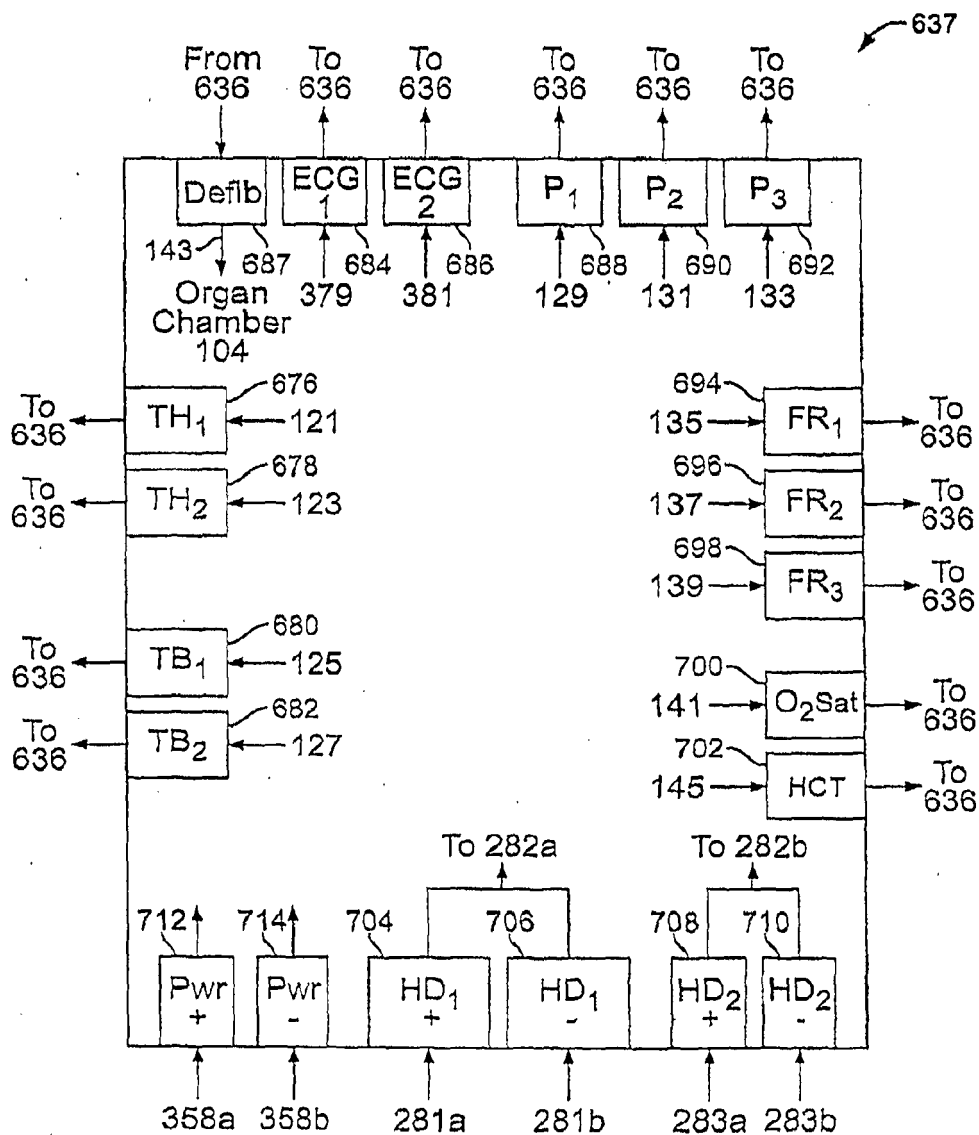 637
From 636
To 636
To 636
To 636
To 636
To 636
Defib
ECG 1
ECG 2
P1
P2
P3
143
687
684
686
688
690
692
Organ Chamber 104
379
381
129
131
133
676
To 636
TH1
121
678
To 636
TH2
123
694
135
FR1
To 636
696
137
FR2
To 636
698
139
FR3
To 636
680
To 636
TB1
125
682
To 636
TB2
127
700
141
O2Sat
To 636
702
145
HCT
To 636
To 282a
To 282b
712
714
704
706
708
710
Pwr +
Pwr -
HD1 +
HD1 -
HD2 +
HD2 -
358a
358b
281a
281b
283a
283b